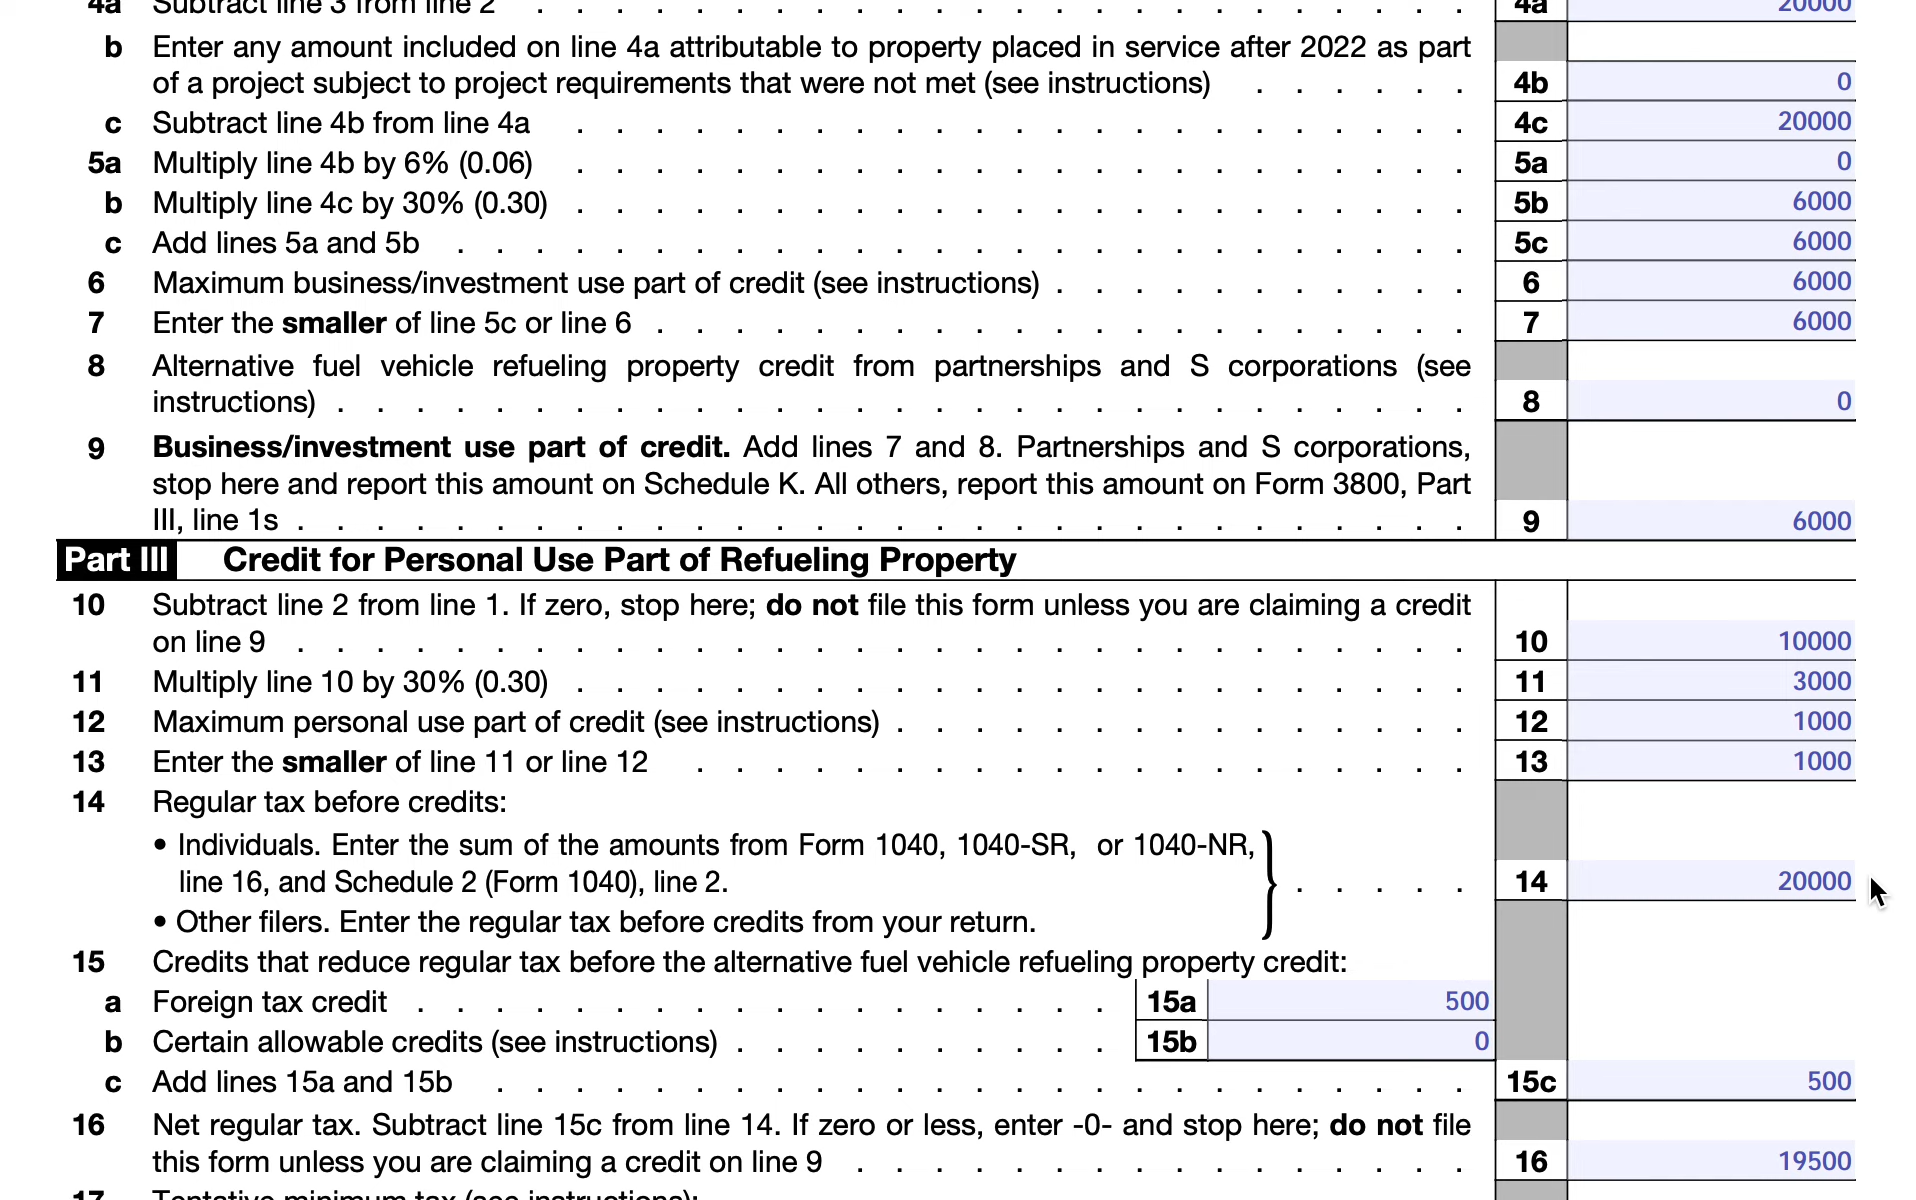 4a Subtract line 3 from line 2 . . . . . . . . . . . . . . . . . . . . . . . . 4a 20000
b Enter any amount included on line 4a attributable to property placed in service after 2022 as part
of a project subject to project requirements that were not met (see instructions) . . . . . . 4b 0
c Subtract line 4b from line 4a . . . . . . . . . . . . . . . . . . . . . . . 4c 20000
5a Multiply line 4b by 6% (0.06) . . . . . . . . . . . . . . . . . . . . . . . 5a 0
b Multiply line 4c by 30% (0.30) . . . . . . . . . . . . . . . . . . . . . . . 5b 6000
c Add lines 5a and 5b . . . . . . . . . . . . . . . . . . . . . . . . . . 5c 6000
6 Maximum business/investment use part of credit (see instructions) . . . . . . . . . . . 6 6000
7 Enter the smaller of line 5c or line 6 . . . . . . . . . . . . . . . . . . . . . 7 6000
8 Alternative fuel vehicle refueling property credit from partnerships and S corporations (see
instructions) . . . . . . . . . . . . . . . . . . . . . . . . . . . . . 8 0
9 Business/investment use part of credit. Add lines 7 and 8. Partnerships and S corporations,
stop here and report this amount on Schedule K. All others, report this amount on Form 3800, Part
III, line 1s . . . . . . . . . . . . . . . . . . . . . . . . . . . . . . 9 6000
Part III Credit for Personal Use Part of Refueling Property
10 Subtract line 2 from line 1. If zero, stop here; do not file this form unless you are claiming a credit
on line 9 . . . . . . . . . . . . . . . . . . . . . . . . . . . . . . 10 10000
11 Multiply line 10 by 30% (0.30) . . . . . . . . . . . . . . . . . . . . . . . 11 3000
12 Maximum personal use part of credit (see instructions) . . . . . . . . . . . . . . . 12 1000
13 Enter the smaller of line 11 or line 12 . . . . . . . . . . . . . . . . . . . . 13 1000
14 Regular tax before credits:
• Individuals. Enter the sum of the amounts from Form 1040, 1040-SR, or 1040-NR,
line 16, and Schedule 2 (Form 1040), line 2. . . . . . 14 20000
• Other filers. Enter the regular tax before credits from your return.
15 Credits that reduce regular tax before the alternative fuel vehicle refueling property credit:
a Foreign tax credit . . . . . . . . . . . . . . . . . . 15a 500
b Certain allowable credits (see instructions) . . . . . . . . . . 15b 0
c Add lines 15a and 15b . . . . . . . . . . . . . . . . . . . . . . . . . 15c 500
16 Net regular tax. Subtract line 15c from line 14. If zero or less, enter -0- and stop here; do not file
this form unless you are claiming a credit on line 9 . . . . . . . . . . . . . . . . 16 19500
17 Tentative minimum tax (see instructions):